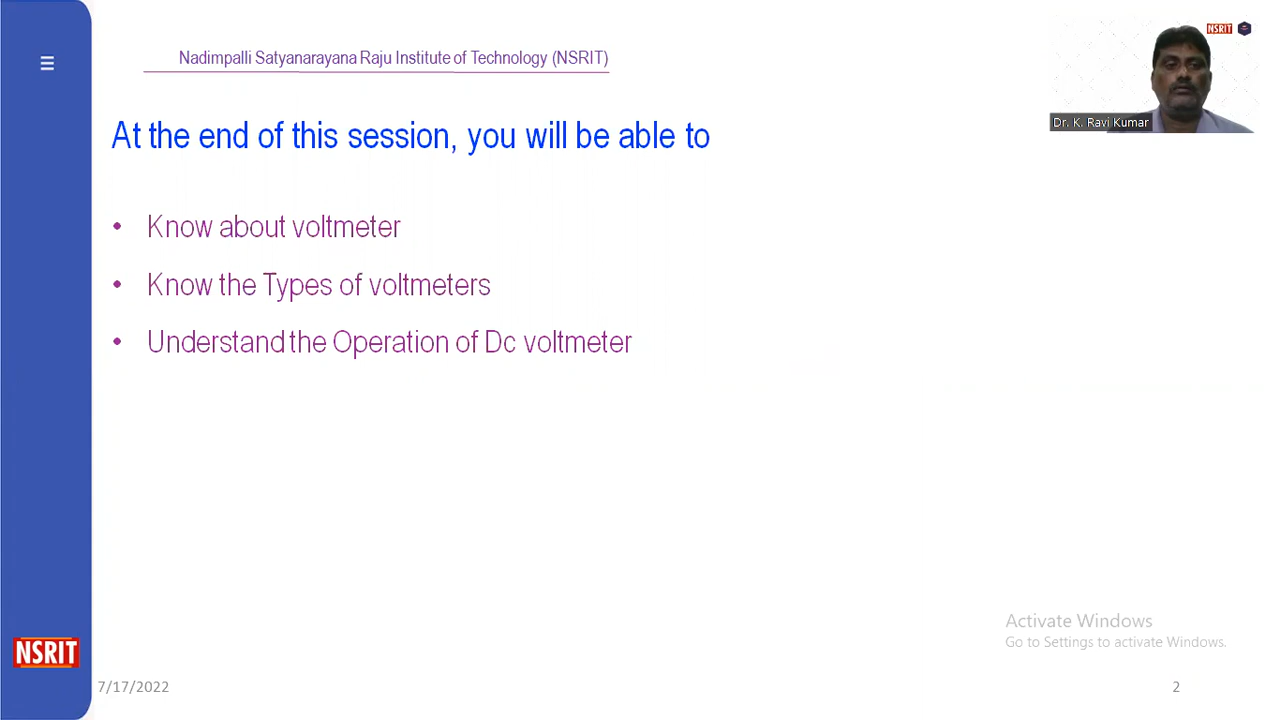 Nadimpalli Satyanarayana Raju Institute of Technology (NSRIT)
NSRIT
Dr. K. Ravi Kumar
At the end of this session, you will be able to
• Know about voltmeter
• Know the Types of voltmeters
• Understand the Operation of Dc voltmeter
Activate Windows
Go to Settings to activate Windows.
NSRIT
7/17/2022
2